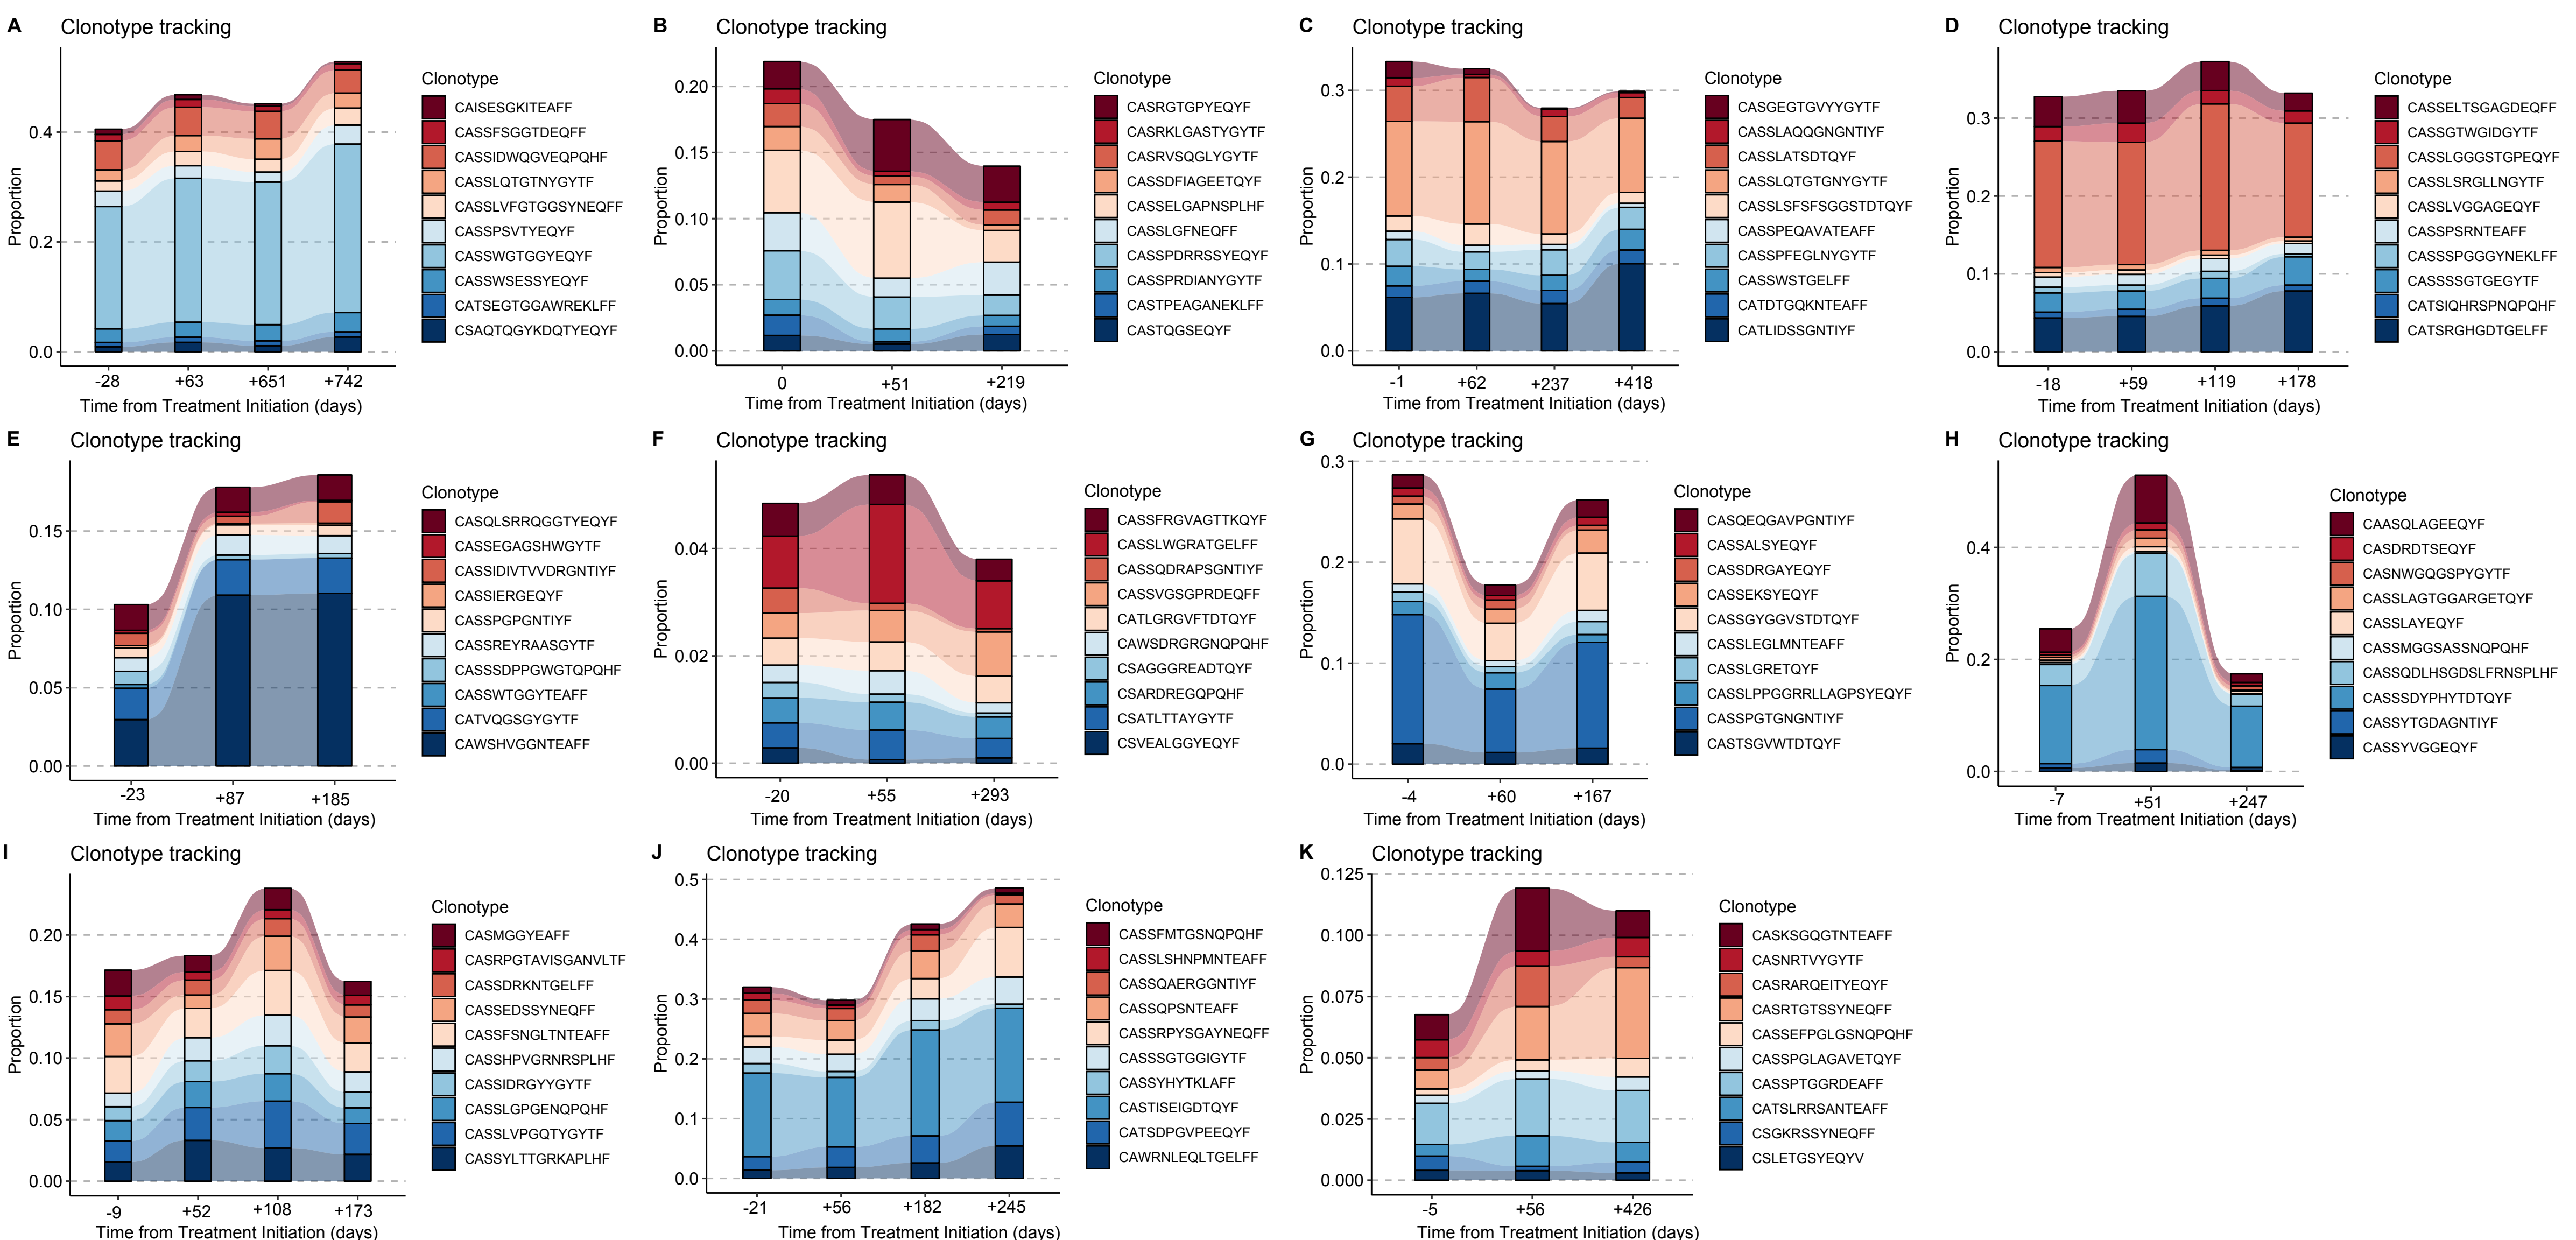 A Clonotype tracking
Proportion
0.4
0.2
0.0
-28 +63 +651 +742
Time from Treatment Initiation (days)
Clonotype
CAISESGKITEAFF
CASSFSGGTDEQFF
CASSIDWQGVEQPQHF
CASSLQTGTNYGYTF
CASSLVFGTGGSYNEQFF
CASSPSVTYEQYF
CASSWGTGGYEQYF
CASSWSESSYEQYF
CATSEGTGGAWREKLFF
CSAQTQGYKDQTYEQYF
B Clonotype tracking
Proportion
0.20
0.15
0.10
0.05
0.00
0 +51 +219
Time from Treatment Initiation (days)
Clonotype
CASRGTGPYEQYF
CASRKLGASTYGYTF
CASRVSQGLYGYTF
CASSDFIAGEETQYF
CASSELGAPNSPLHF
CASSLGFNEQFF
CASSPDRRSSYEQYF
CASSPRDIANYGYTF
CASTPEAGANEKLFF
CASTQGSEQYF
C Clonotype tracking
Proportion
0.3
0.2
0.1
0.0
-1 +62 +237 +418
Time from Treatment Initiation (days)
Clonotype
CASGEGTGVYYGYTF
CASSLAQQGNGNTIYF
CASSLATSDTQYF
CASSLQTGTGNYGYTF
CASSLSFSFSGGSTDTQYF
CASSPEQAVATEAFF
CASSPFEGLNYGYTF
CASSWSTGELFF
CATDTGQKNTEAFF
CATLIDSSGNTIYF
D Clonotype tracking
Proportion
0.3
0.2
0.1
0.0
-18 +59 +119 +178
Time from Treatment Initiation (days)
Clonotype
CASSELTSGAGDEQFF
CASSGTWGIDGYTF
CASSLGGGSTGPEQYF
CASSLSRGLLNGYTF
CASSLVGGAGEQYF
CASSPSRNTEAFF
CASSSPGGGYNEKLFF
CASSSSGTGEGYTF
CATSIQHRSPNQPQHF
CATSRGHGDTGELFF
E Clonotype tracking
Proportion
0.15
0.10
0.05
0.00
-23 +87 +185
Time from Treatment Initiation (days)
Clonotype
CASQLSRRQGGTYEQYF
CASSEGAGSHWGYTF
CASSIDIVTVVDRGNTIYF
CASSIERGEQYF
CASSPGPGNTIYF
CASSREYRAASGYTF
CASSSDPPGWGTQPQHF
CASSWTGGYTEAFF
CATVQGSGYGYTF
CAWSHVGGNTEAFF
F Clonotype tracking
Proportion
0.04
0.02
0.00
-20 +55 +293
Time from Treatment Initiation (days)
Clonotype
CASSFRGVAGTTKQYF
CASSLWGRATGELFF
CASSQDRAPSGNTIYF
CASSVGSGPRDEQFF
CATLGRGVFTDTQYF
CAWSDRGRGNQPQHF
CSAGGGREADTQYF
CSARDREGQPQHF
CSATLTTAYGYTF
CSVEALGGYEQYF
G Clonotype tracking
Proportion
0.3
0.2
0.1
0.0
-4 +60 +167
Time from Treatment Initiation (days)
Clonotype
CASQEQGAVPGNTIYF
CASSALSYEQYF
CASSDRGAYEQYF
CASSEKSYEQYF
CASSGYGGVSTDTQYF
CASSLEGLMNTEAFF
CASSLGRETQYF
CASSLPPGGRRLLAGPSYEQYF
CASSPGTGNGNTIYF
CASTSGVWTDTQYF
H Clonotype tracking
Proportion
0.4
0.2
0.0
-7 +51 +247
Time from Treatment Initiation (days)
Clonotype
CAASQLAGEEQYF
CASDRDTSEQYF
CASNWGQGSPYGYTF
CASSLAGTGGARGETQYF
CASSLAYEQYF
CASSMGGSASSNQPQHF
CASSQDLHSGDSLFRNSPLHF
CASSSDYPHYTDTQYF
CASSYTGDAGNTIYF
CASSYVGGEQYF
I Clonotype tracking
Proportion
0.20
0.15
0.10
0.05
0.00
-9 +52 +108 +173
Time from Treatment Initiation (days)
Clonotype
CASMGGYEAFF
CASRPGTAVISGANVLTF
CASSDRKNTGELFF
CASSEDSSYNEQFF
CASSFSNGLTNTEAFF
CASSHPVGRNRSPLHF
CASSIDRGYYGYTF
CASSLGPGENQPQHF
CASSLVPGQTYGYTF
CASSYLTTGRKAPLHF
J Clonotype tracking
Proportion
0.5
0.4
0.3
0.2
0.1
0.0
-21 +56 +182 +245
Time from Treatment Initiation (days)
Clonotype
CASSFMTGSNQPQHF
CASSLSHNPMNTEAFF
CASSQAERGGNTIYF
CASSQPSNTEAFF
CASSRPYSGAYNEQFF
CASSSGTGGIGYTF
CASSYHYTKLAFF
CASTISEIGDTQYF
CATSDPGVPEEQYF
CAWRNLEQLTGELFF
K Clonotype tracking
Proportion
0.125
0.100
0.075
0.050
0.025
0.000
-5 +56 +426
Time from Treatment Initiation (days)
Clonotype
CASKSGQGTNTEAFF
CASNRTVYGYTF
CASRARQEITYEQYF
CASRTGTSSYNEQFF
CASSEFPGLGSNQPQHF
CASSPGLAGAVETQYF
CASSPTGGRDEAFF
CATSLRRSANTEAFF
CSGKRSSYNEQFF
CSLETGSYEQYV